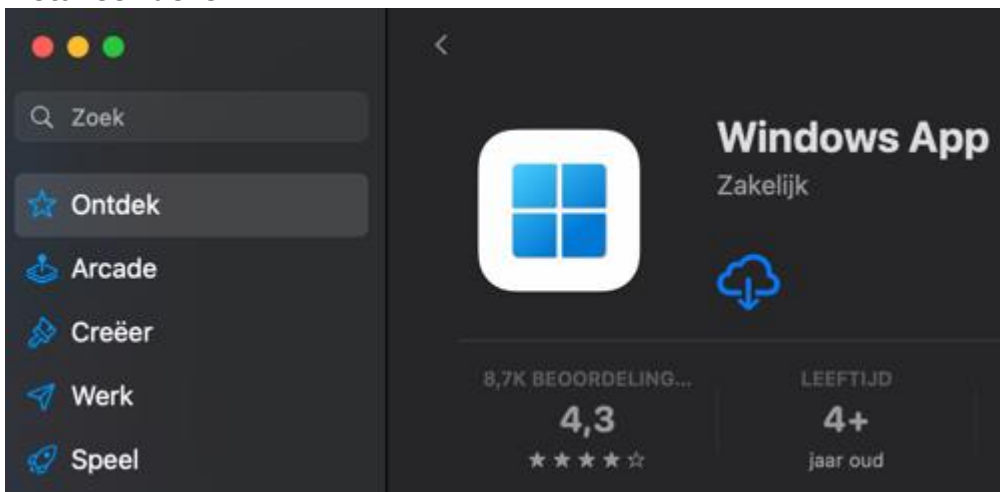 Zoek
Ontdek
Arcade
Creëer
Werk
Speel
Windows App
Zakelijk
8,7K BEOORDELING...
4,3
LEEFTIJD
4+
jaar oud